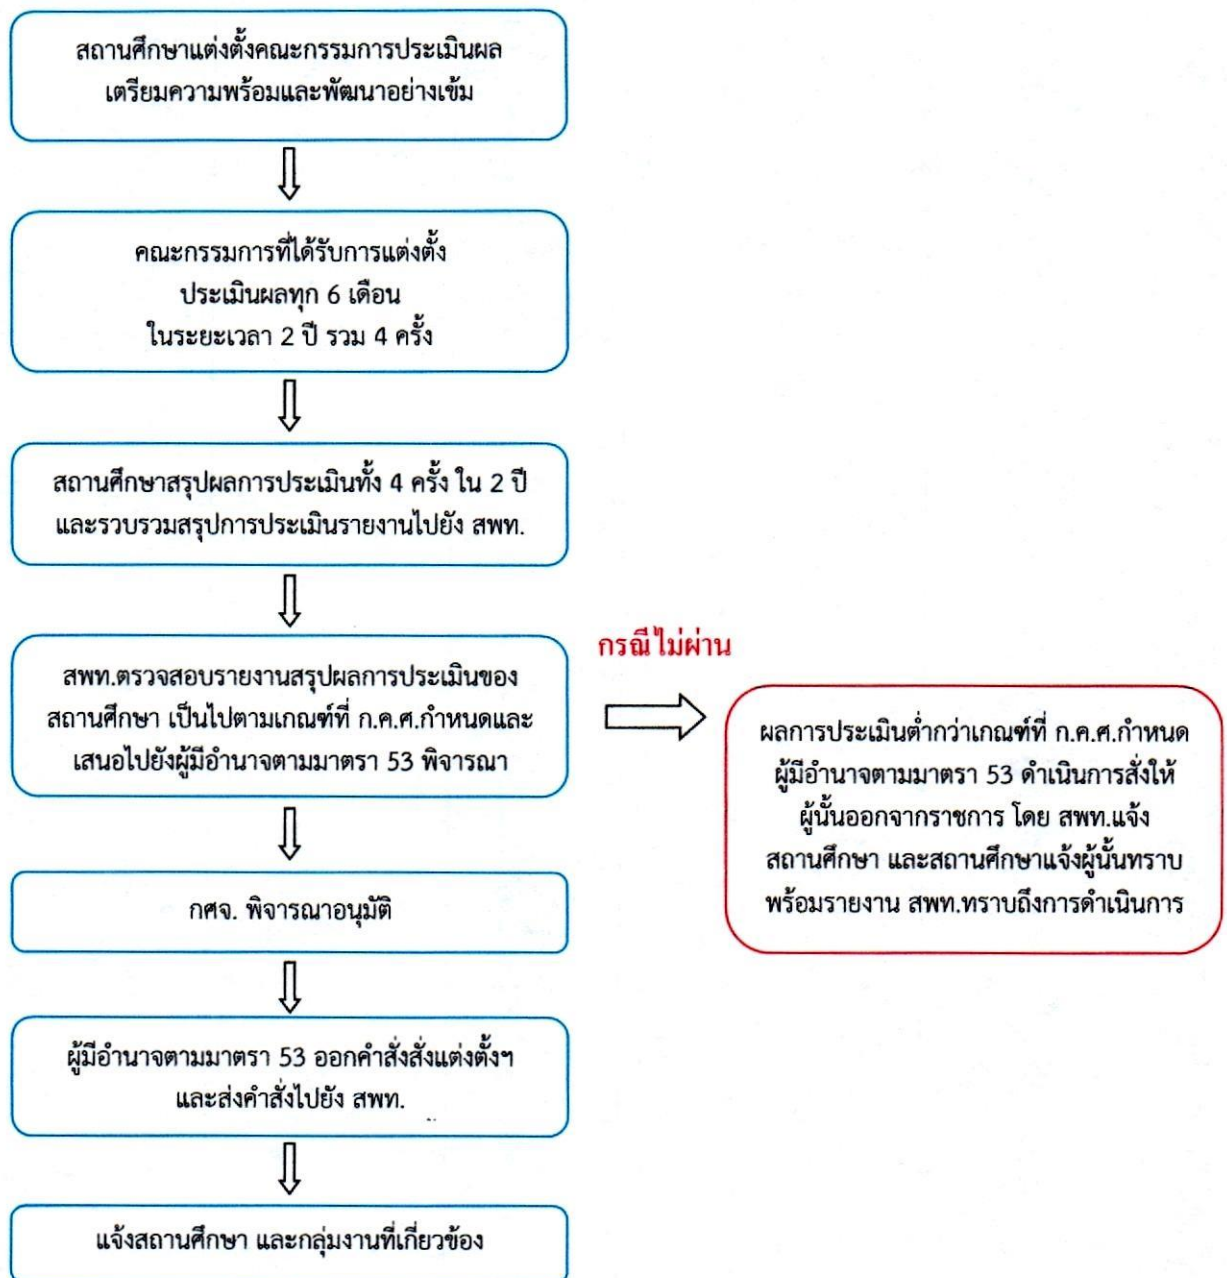 สถานศึกษาแต่งตั้งคณะกรรมการประเมินผล
เตรียมความพร้อมและพัฒนาอย่างเข้ม
คณะกรรมการที่ได้รับการแต่งตั้ง
ประเมินผลทุก 6 เดือน
ในระยะเวลา 2 ปี รวม 4 ครั้ง
สถานศึกษาสรุปผลการประเมินทั้ง 4 ครั้ง ใน 2 ปี
และรวบรวมสรุปการประเมินรายงานไปยัง สพท.
สพท.ตรวจสอบรายงานสรุปผลการประเมินของ
สถานศึกษา เป็นไปตามเกณฑ์ที่ ก.ค.ศ.กำหนดและ
เสนอไปยังผู้มีอำนาจตามมาตรา 53 พิจารณา
กรณีไม่ผ่าน
ผลการประเมินต่ำกว่าเกณฑ์ที่ ก.ค.ศ.กำหนด
ผู้มีอำนาจตามมาตรา 53 ดำเนินการสั่งให้
ผู้นั้นออกจากราชการ โดย สพท.แจ้ง
สถานศึกษา และสถานศึกษาแจ้งผู้นั้นทราบ
พร้อมรายงาน สพท.ทราบถึงการดำเนินการ
กศจ. พิจารณาอนุมัติ
ผู้มีอำนาจตามมาตรา 53 ออกคำสั่งสั่งแต่งตั้งฯ
และส่งคำสั่งไปยัง สพท.
แจ้งสถานศึกษา และกลุ่มงานที่เกี่ยวข้อง